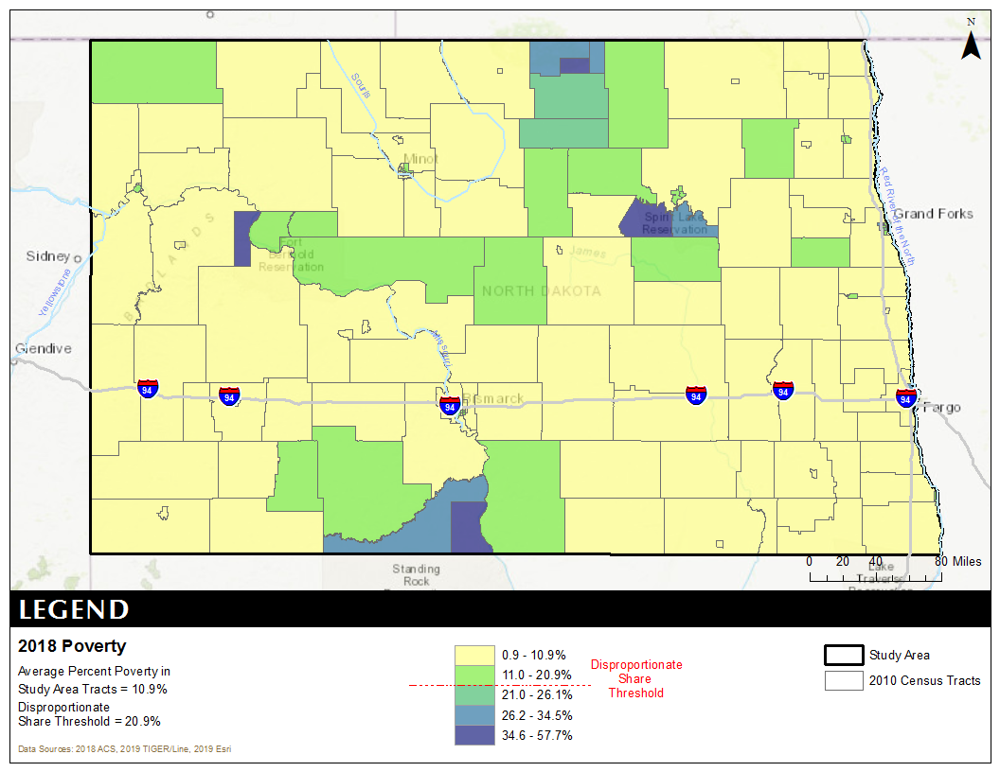 N
Souris
Minot
Red River of the North
Grand Forks
Spirit Lake
Reservation
BADLANDS
Sidney
Fort
Berthold
Reservation
James
Yellowstone
NORTH DAKOTA
Glendive
Missouri
94
94
94
94
94
94
Bismarck
Fargo
0 20 40 80 Miles
Standing
Rock
Lake
Traverse
Reservation
LEGEND
2018 Poverty
Average Percent Poverty in
Study Area Tracts = 10.9%
Disproportionate
Share Threshold = 20.9%
Data Sources: 2018 ACS, 2019 TIGER/Line, 2019 Esri
0.9 - 10.9%
11.0 - 20.9%
21.0 - 26.1%
26.2 - 34.5%
34.6 - 57.7%
Disproportionate
Share
Threshold
Study Area
2010 Census Tracts